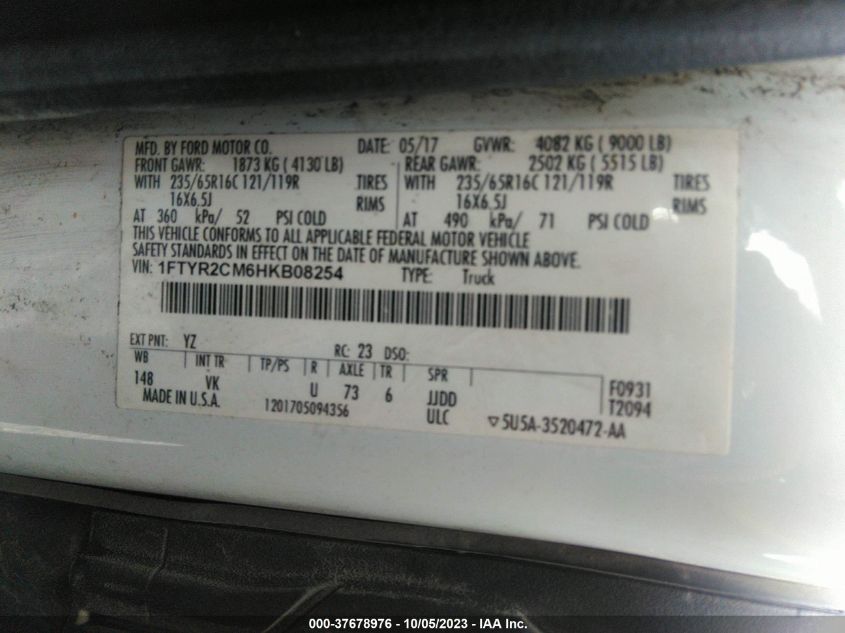 MFD. BY FORD MOTOR CO. DATE: 05/17 GVWR: 4082 KG ( 9000 LB)
FRONT GAWR: 1873 KG ( 4130 LB) REAR GAWR: 2502 KG ( 5515 LB)
WITH 235/65R16C 121/119R TIRES WITH 235/65R16C 121/119R TIRES
16X6.5J RIMS 16X6.5J RIMS
AT 360 kPa/ 52 PSI COLD AT 490 kPa/ 71 PSI COLD
THIS VEHICLE CONFORMS TO ALL APPLICABLE FEDERAL MOTOR VEHICLE
SAFETY STANDARDS IN EFFECT ON THE DATE OF MANUFACTURE SHOWN ABOVE.
VIN: 1FTYR2CM6HKB08254 TYPE: Truck
EXT PNT: YZ RC: 23 DSO:
WB INT TR TP/PS R AXLE TR SPR
148 VK U 73 6 JJDD F0931
MADE IN U.S.A. 1201705094356 ULC T2094
5U5A-3520472-AA
000-37678976 - 10/05/2023 - IAA Inc.